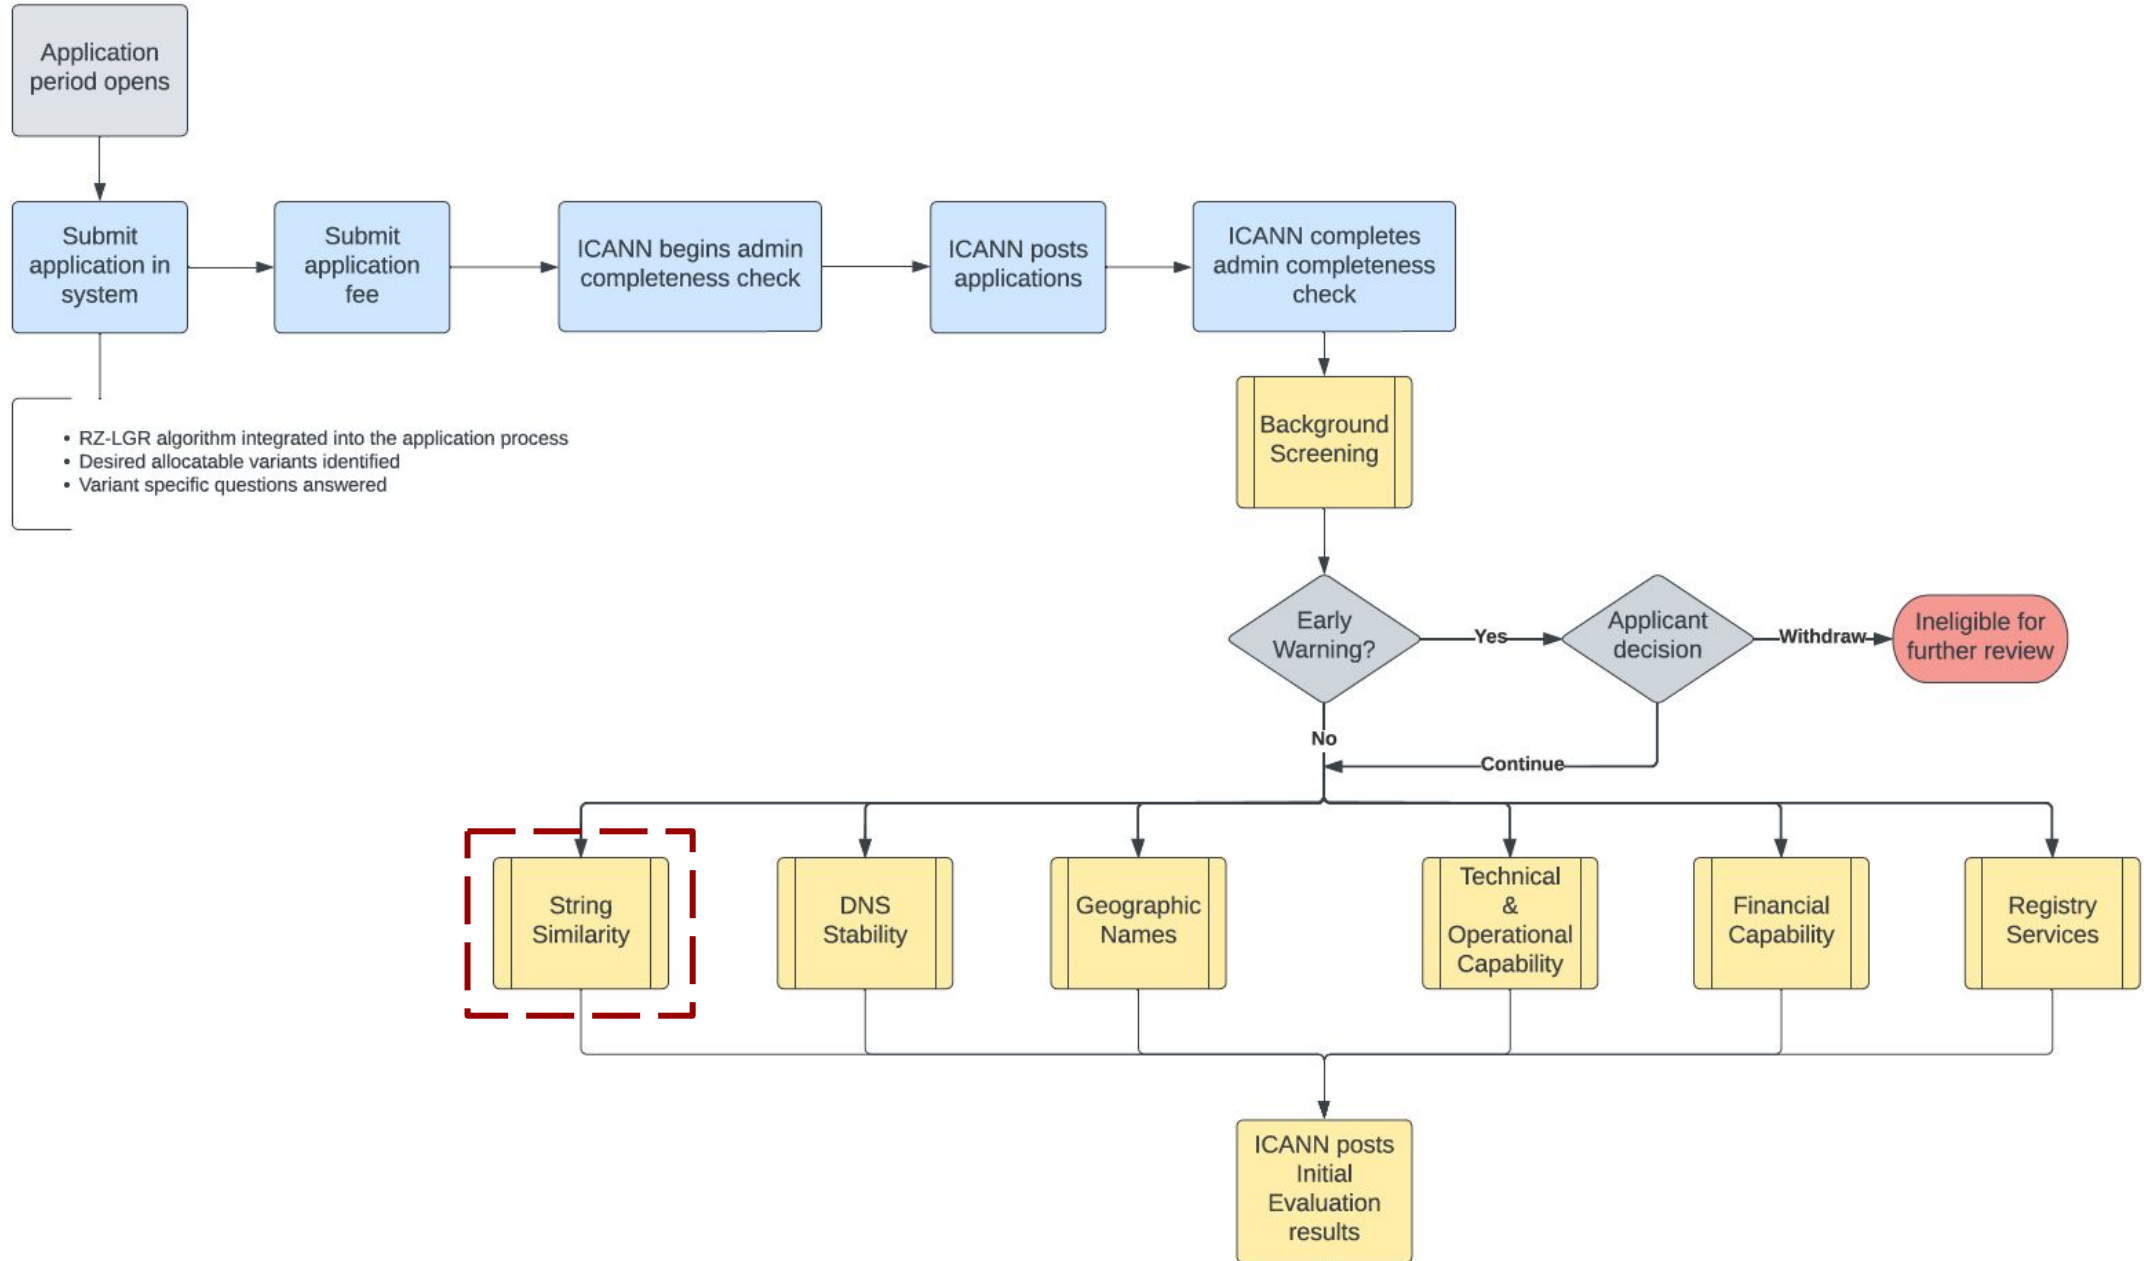 Application
period opens
Submit
application in
system
Submit
application
fee
ICANN begins admin
completeness check
ICANN posts
applications
ICANN completes
admin completeness
check
• RZ-LGR algorithm integrated into the application process
• Desired allocatable variants identified
• Variant specific questions answered
Background
Screening
Early
Warning?
Yes
Applicant
decision
Withdraw
Ineligible for
further review
No
Continue
String
Similarity
DNS
Stability
Geographic
Names
Technical
&
Operational
Capability
Financial
Capability
Registry
Services
ICANN posts
Initial
Evaluation
results